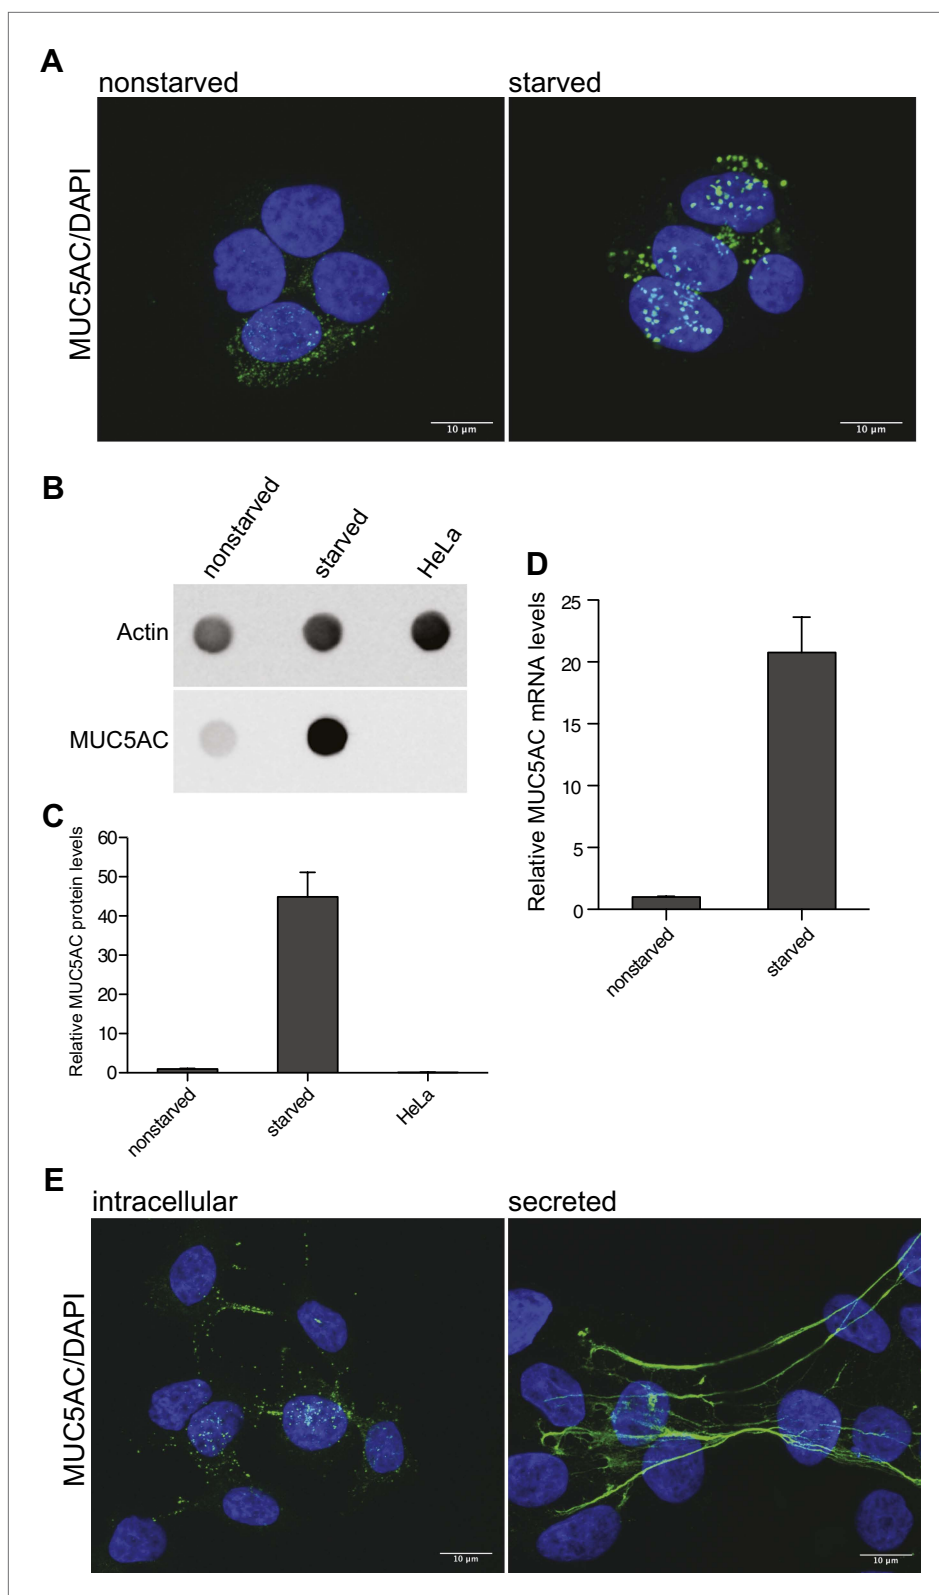 A
nonstarved
starved
MUC5AC/DAPI
10 µm
10 µm
B
nonstarved
starved
HeLa
Actin
MUC5AC
C
Relative MUC5AC protein levels
60
50
40
30
20
10
0
nonstarved
starved
HeLa
D
Relative MUC5AC mRNA levels
25
20
15
10
5
0
nonstarved
starved
E
intracellular
secreted
MUC5AC/DAPI
10 µm
10 µm